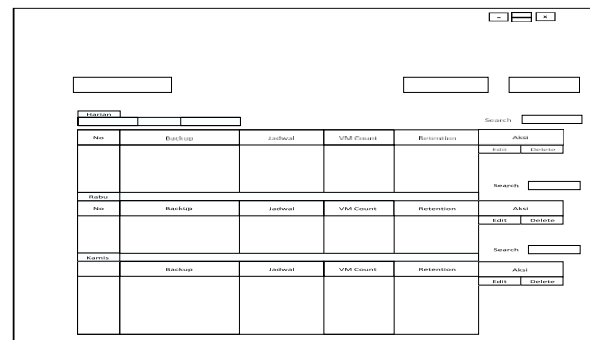 - x
Harian
Search
No Backup Jadwal VM Count Retention Aksi
Edit Delete
Search
Rabu
No Backup Jadwal VM Count Retention Aksi
Edit Delete
Search
Kamis
Backup Jadwal VM Count Retention Aksi
Edit Delete